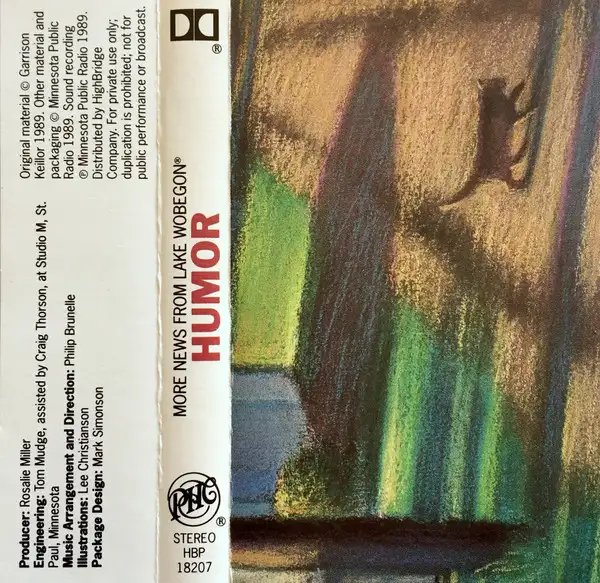 Original material © Garrison
Keillor 1989. Other material and
packaging © Minnesota Public
Radio 1989. Sound recording
℗ Minnesota Public Radio 1989.
Distributed by HighBridge
Company. For private use only;
duplication is prohibited; not for
public performance or broadcast.
Producer: Rosalie Miller
Engineering: Tom Mudge, assisted by Craig Thorson, at Studio M, St.
Paul, Minnesota
Music Arrangement and Direction: Philip Brunelle
Illustrations: Lee Christianson
Package Design: Mark Simonson
®
MORE NEWS FROM LAKE WOBEGON®
HUMOR
PHC
®
STEREO
HBP
18207